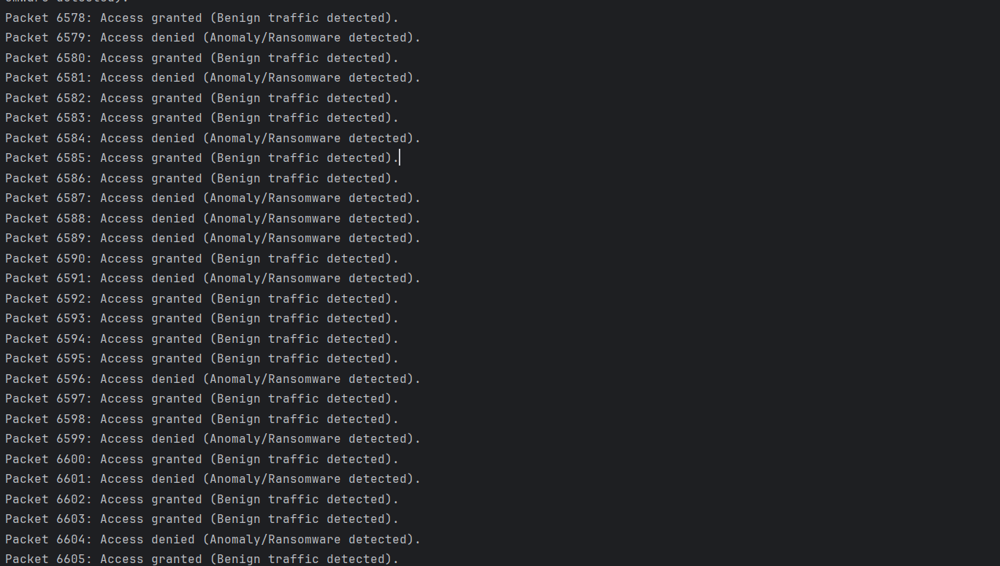 Packet 6578: Access granted (Benign traffic detected).
Packet 6579: Access denied (Anomaly/Ransomware detected).
Packet 6580: Access granted (Benign traffic detected).
Packet 6581: Access denied (Anomaly/Ransomware detected).
Packet 6582: Access granted (Benign traffic detected).
Packet 6583: Access granted (Benign traffic detected).
Packet 6584: Access denied (Anomaly/Ransomware detected).
Packet 6585: Access granted (Benign traffic detected).
Packet 6586: Access granted (Benign traffic detected).
Packet 6587: Access denied (Anomaly/Ransomware detected).
Packet 6588: Access denied (Anomaly/Ransomware detected).
Packet 6589: Access denied (Anomaly/Ransomware detected).
Packet 6590: Access granted (Benign traffic detected).
Packet 6591: Access denied (Anomaly/Ransomware detected).
Packet 6592: Access granted (Benign traffic detected).
Packet 6593: Access granted (Benign traffic detected).
Packet 6594: Access granted (Benign traffic detected).
Packet 6595: Access granted (Benign traffic detected).
Packet 6596: Access denied (Anomaly/Ransomware detected).
Packet 6597: Access granted (Benign traffic detected).
Packet 6598: Access granted (Benign traffic detected).
Packet 6599: Access denied (Anomaly/Ransomware detected).
Packet 6600: Access granted (Benign traffic detected).
Packet 6601: Access denied (Anomaly/Ransomware detected).
Packet 6602: Access granted (Benign traffic detected).
Packet 6603: Access granted (Benign traffic detected).
Packet 6604: Access denied (Anomaly/Ransomware detected).
Packet 6605: Access granted (Benign traffic detected).